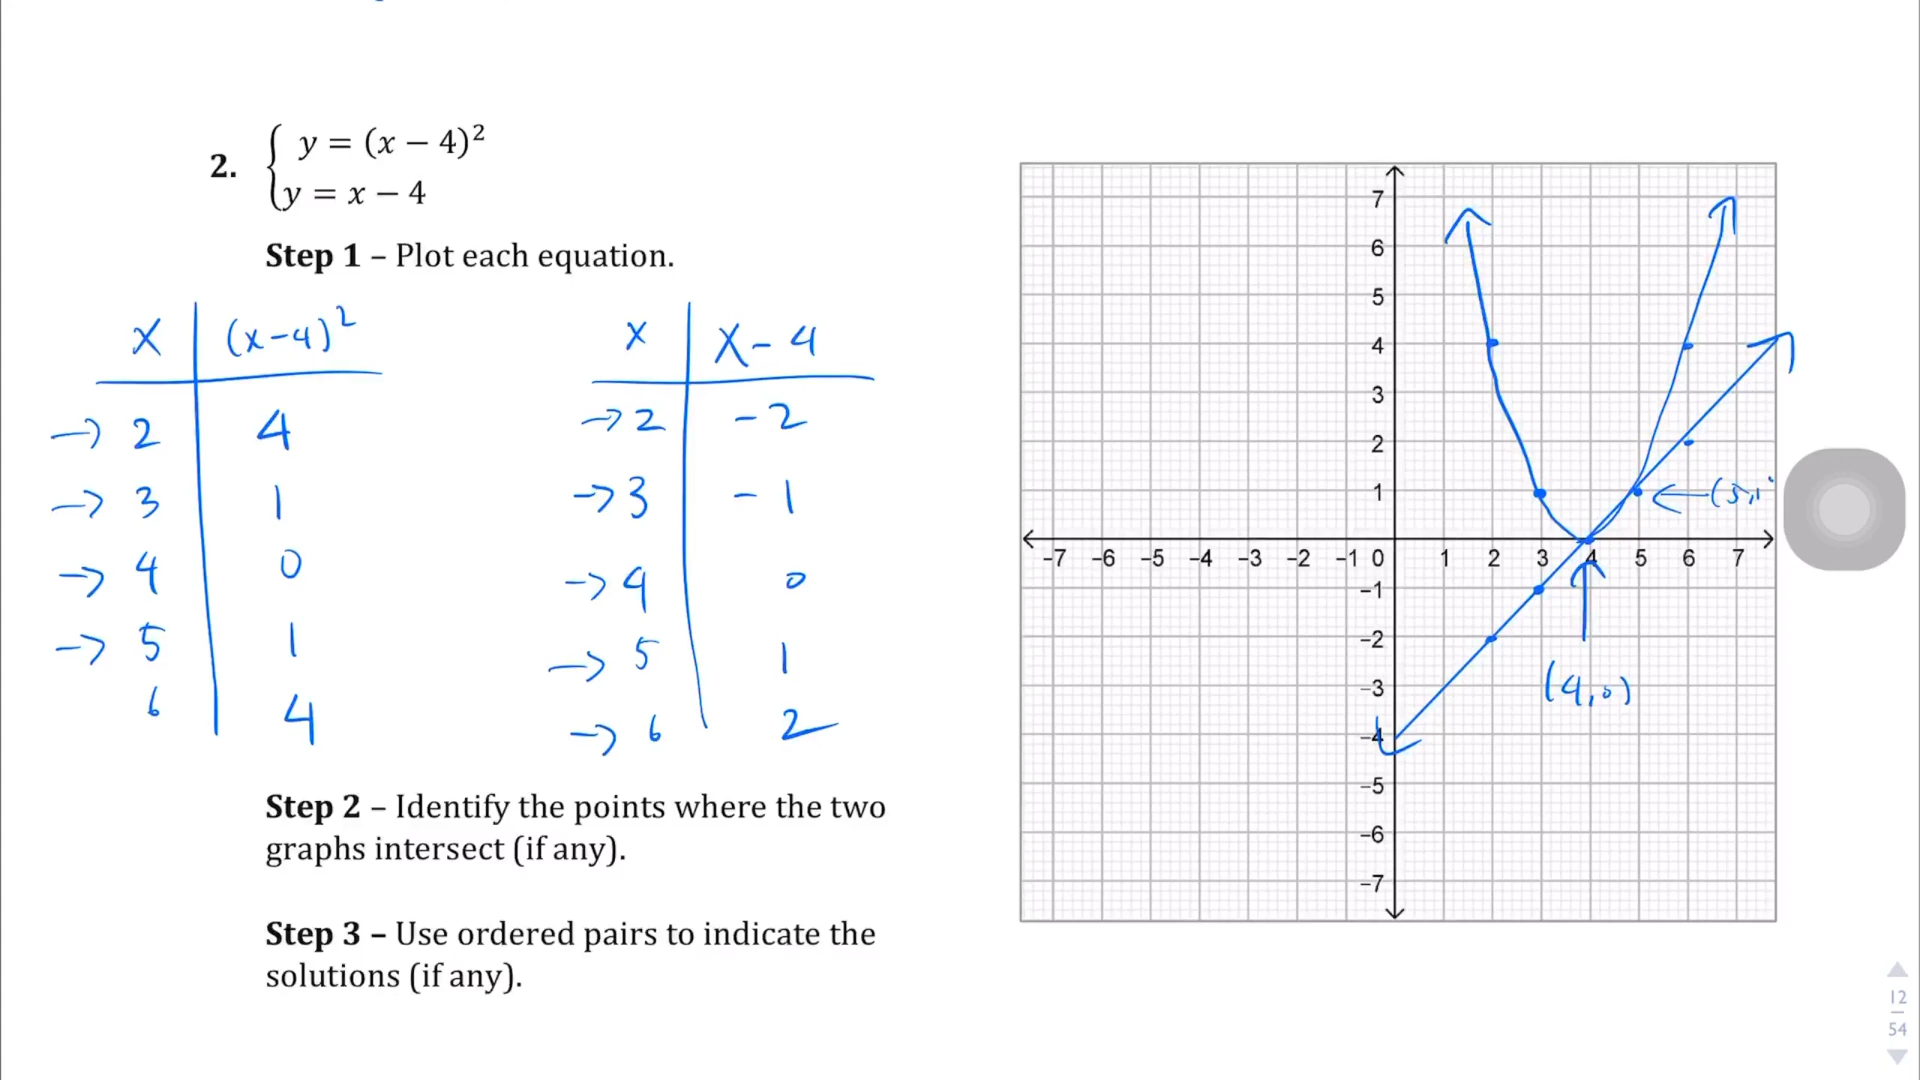 2. { y = (x − 4)²
y = x − 4
Step 1 – Plot each equation.
x (x-4)²
→ 2 4
→ 3 1
→ 4 0
→ 5 1
6 4
x x-4
→ 2 -2
→ 3 -1
→ 4 0
→ 5 1
→ 6 2
Step 2 – Identify the points where the two
graphs intersect (if any).
Step 3 – Use ordered pairs to indicate the
solutions (if any).
7
6
5
4
3
2
1
-7 -6 -5 -4 -3 -2 -1 0 1 2 3 4 5 6 7
-1
-2
-3
-4
-5
-6
-7
(5,1
(4,0)
12
54